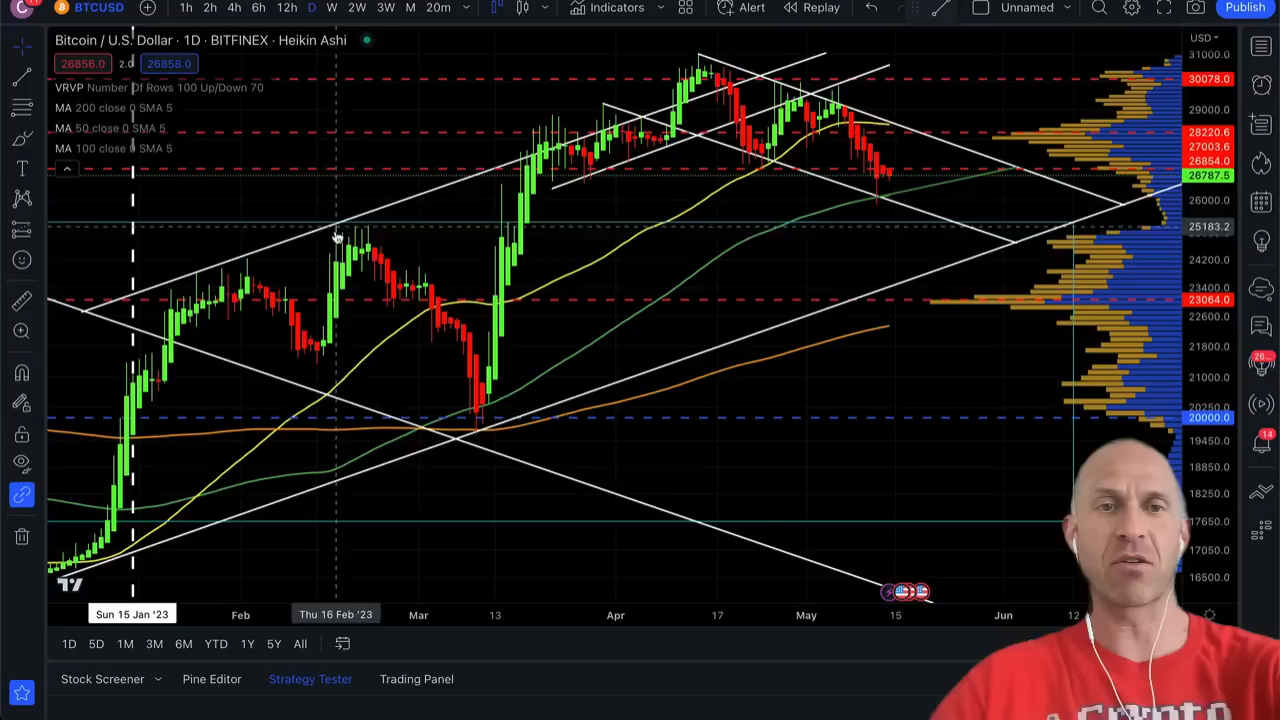 BTCUSD 1h 2h 4h 6h 12h D W 2W 3W M 20m Indicators Alert Replay Unnamed Publish
Bitcoin / U.S. Dollar · 1D · BITFINEX · Heikin Ashi
26856.0 2.0 26858.0
VRVP Number Of Rows 100 Up/Down 70
MA 200 close 0 SMA 5
MA 50 close 0 SMA 5
MA 100 close 0 SMA 5
USD
31000.0
30078.0
29000.0
28220.6
27003.6
26854.0
26787.5
26000.0
25183.2
24200.0
23400.0
23064.0
22600.0
21800.0
21000.0
20250.0
20000.0
19450.0
18850.0
18250.0
17650.0
17050.0
16500.0
Sun 15 Jan '23 Feb Thu 16 Feb '23 Mar 13 Apr 17 May 15 Jun 12
1D 5D 1M 3M 6M YTD 1Y 5Y All
Stock Screener Pine Editor Strategy Tester Trading Panel
26...
14